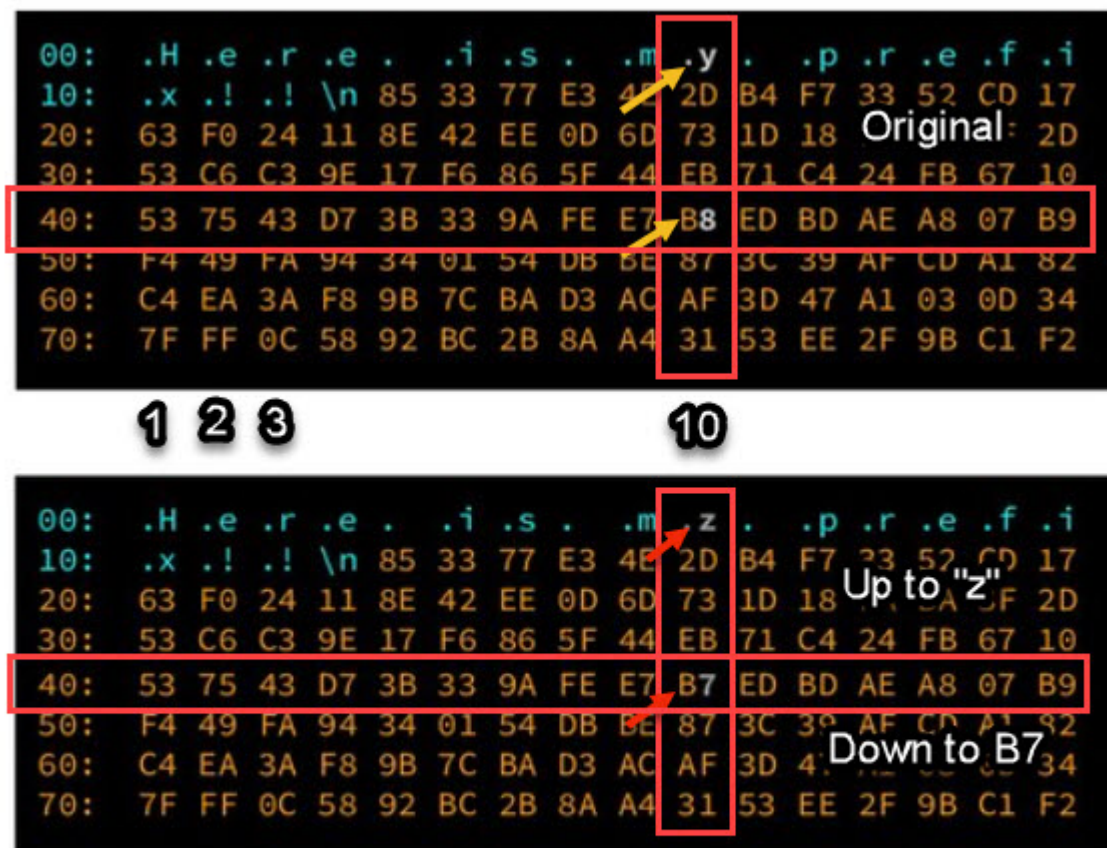 00: .H .e .r .e . .i .s . .m .y . .p .r .e .f .i
10: .x .! .! \n 85 33 77 E3 4E 2D B4 F7 33 52 CD 17
20: 63 F0 24 11 8E 42 EE 0D 6D 73 1D 18 2D
Original
30: 53 C6 C3 9E 17 F6 86 5F 44 EB 71 C4 24 FB 67 10
40: 53 75 43 D7 3B 33 9A FE E7 B8 ED BD AE A8 07 B9
50: F4 49 FA 94 34 01 54 DB BE 87 3C 39 AF CD A1 82
60: C4 EA 3A F8 9B 7C BA D3 AC AF 3D 47 A1 03 0D 34
70: 7F FF 0C 58 92 BC 2B 8A A4 31 53 EE 2F 9B C1 F2
1 2 3 10
00: .H .e .r .e . .i .s . .m .z . .p .r .e .f .i
10: .x .! .! \n 85 33 77 E3 4E 2D B4 F7 33 52 CD 17
Up to "z"
20: 63 F0 24 11 8E 42 EE 0D 6D 73 1D 18 2D
30: 53 C6 C3 9E 17 F6 86 5F 44 EB 71 C4 24 FB 67 10
40: 53 75 43 D7 3B 33 9A FE E7 B7 ED BD AE A8 07 B9
50: F4 49 FA 94 34 01 54 DB BE 87 3C 39 AF CD A1 82
Down to B7
60: C4 EA 3A F8 9B 7C BA D3 AC AF 3D 34
70: 7F FF 0C 58 92 BC 2B 8A A4 31 53 EE 2F 9B C1 F2